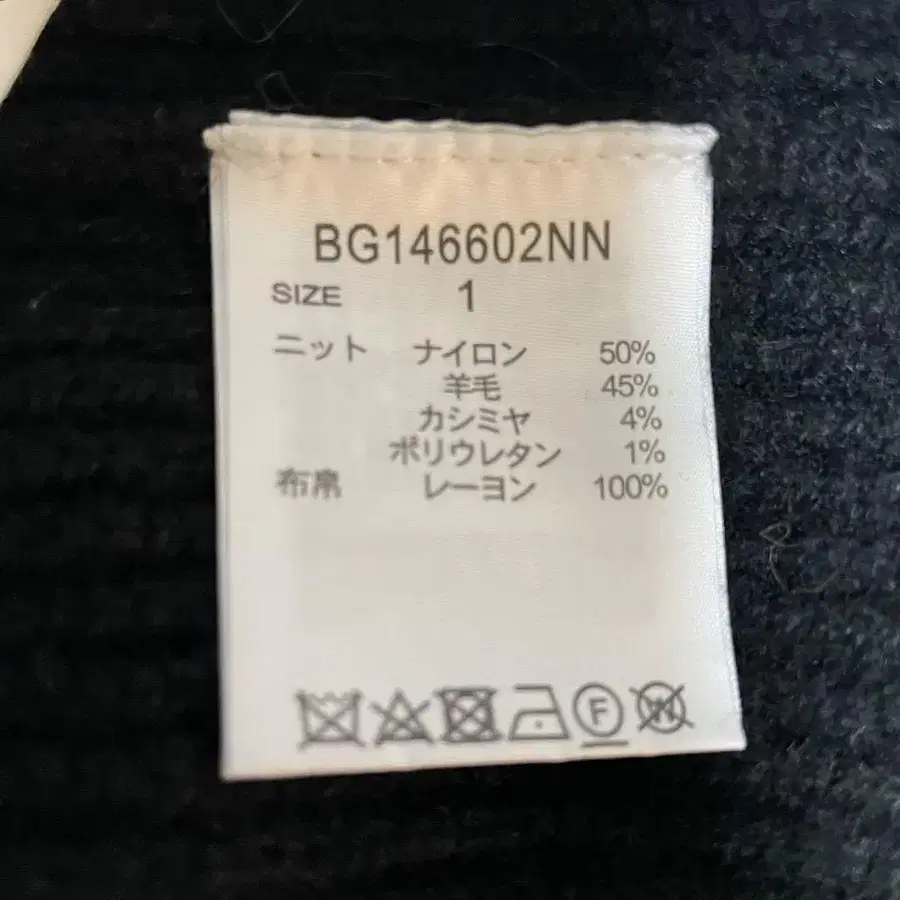 BG146602NN
SIZE 1
ニット ナイロン 50%
羊毛 45%
カシミヤ 4%
ポリウレタン 1%
布帛 レーヨン 100%
F W